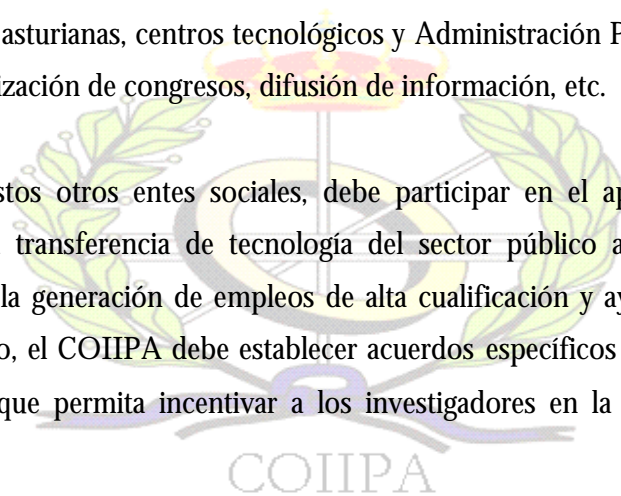 asturianas, centros tecnológicos y Administración P
ización de congresos, difusión de información, etc.
stos otros entes sociales, debe participar en el ap
transferencia de tecnología del sector público a
la generación de empleos de alta cualificación y ay
o, el COIIPA debe establecer acuerdos específicos
que permita incentivar a los investigadores en la
COIIPA